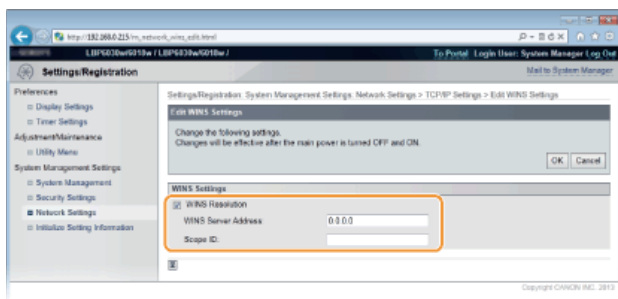 http://192.168.0.215/m_network_wins_edit.html
LBP6030w/6018w / LBP6030w/6018w /
To Portal Login User: System Manager Log Out
Settings/Registration
Mail to System Manager
Preferences
Display Settings
Timer Settings
Adjustment/Maintenance
Utility Menu
System Management Settings
System Management
Security Settings
Network Settings
Initialize Setting Information
Settings/Registration: System Management Settings: Network Settings > TCP/IP Settings > Edit WINS Settings
Edit WINS Settings
Change the following settings.
Changes will be effective after the main power is turned OFF and ON.
OK Cancel
WINS Settings
WINS Resolution
WINS Server Address:
0.0.0.0
Scope ID:
Copyright CANON INC. 2013